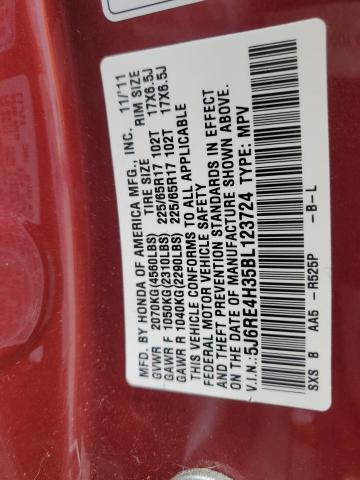 MFD. BY HONDA OF AMERICA MFG., INC. 11/'11
TIRE SIZE RIM SIZE
GVWR 2070KG(4560LBS)
GAWR F 1050KG(2310LBS) 225/65R17 102T 17X6.5J
GAWR R 1040KG(2290LBS) 225/65R17 102T 17X6.5J
THIS VEHICLE CONFORMS TO ALL APPLICABLE
FEDERAL MOTOR VEHICLE SAFETY
AND THEFT PREVENTION STANDARDS IN EFFECT
ON THE DATE OF MANUFACTURE SHOWN ABOVE.
V.I.N: 5J6RE4H35BL123724 TYPE: MPV
SXS B AA5 -R525P -B-L